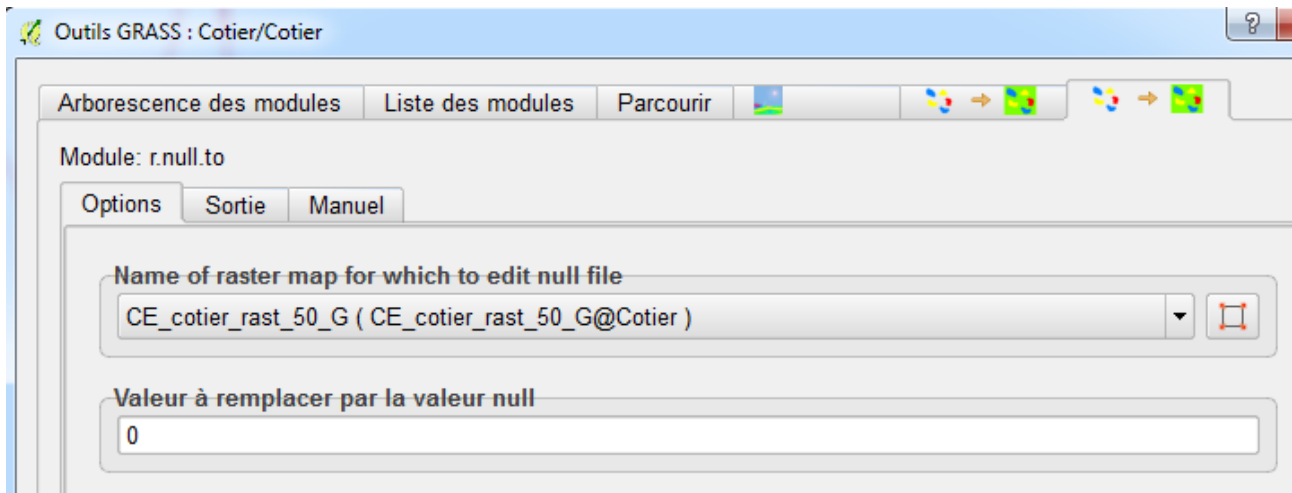 Outils GRASS : Cotier/Cotier
?
Arborescence des modules Liste des modules Parcourir
Module: r.null.to
Options Sortie Manuel
Name of raster map for which to edit null file
CE_cotier_rast_50_G ( CE_cotier_rast_50_G@Cotier )
Valeur à remplacer par la valeur null
0